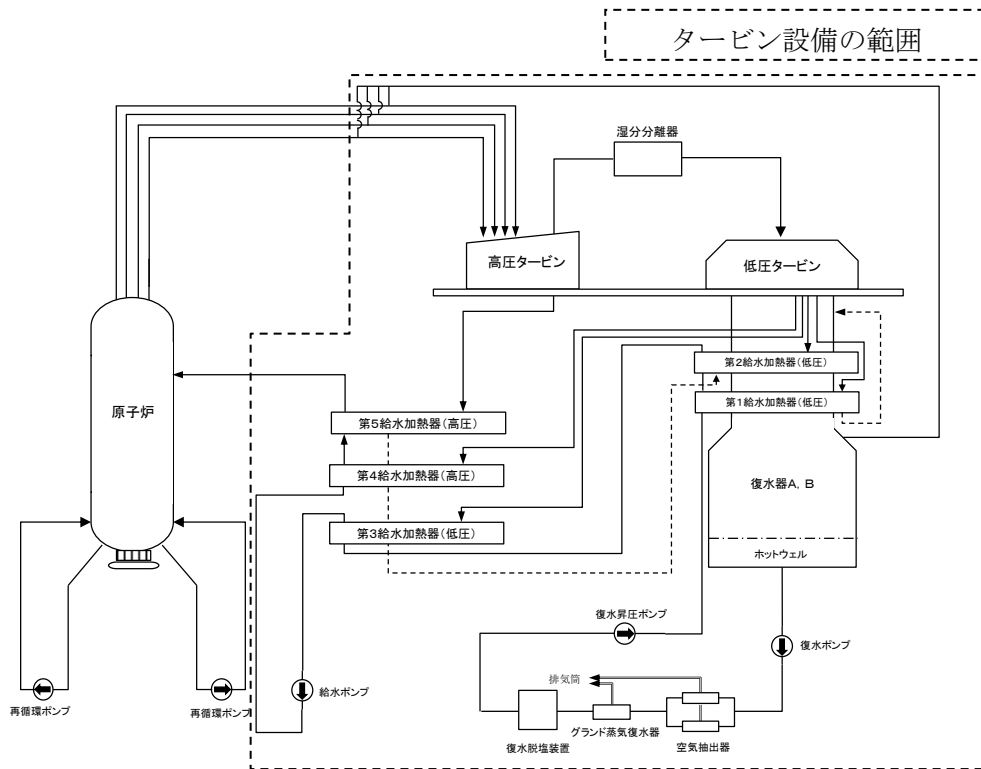 タービン設備の範囲
湿分分離器
高圧タービン
低圧タービン
第2給水加熱器(低圧)
第1給水加熱器(低圧)
原子炉
第5給水加熱器(高圧)
第4給水加熱器(高圧)
第3給水加熱器(低圧)
復水器A, B
ホットウェル
復水昇圧ポンプ
復水ポンプ
排気筒
給水ポンプ
再循環ポンプ
再循環ポンプ
グランド蒸気復水器
復水脱塩装置
空気抽出器